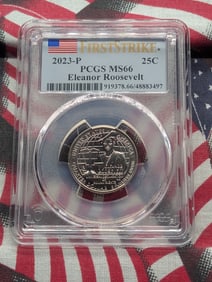 FIRSTSTRIKE
2023-P 25C
PCGS MS66
Eleanor Roosevelt
919378.66/48883497